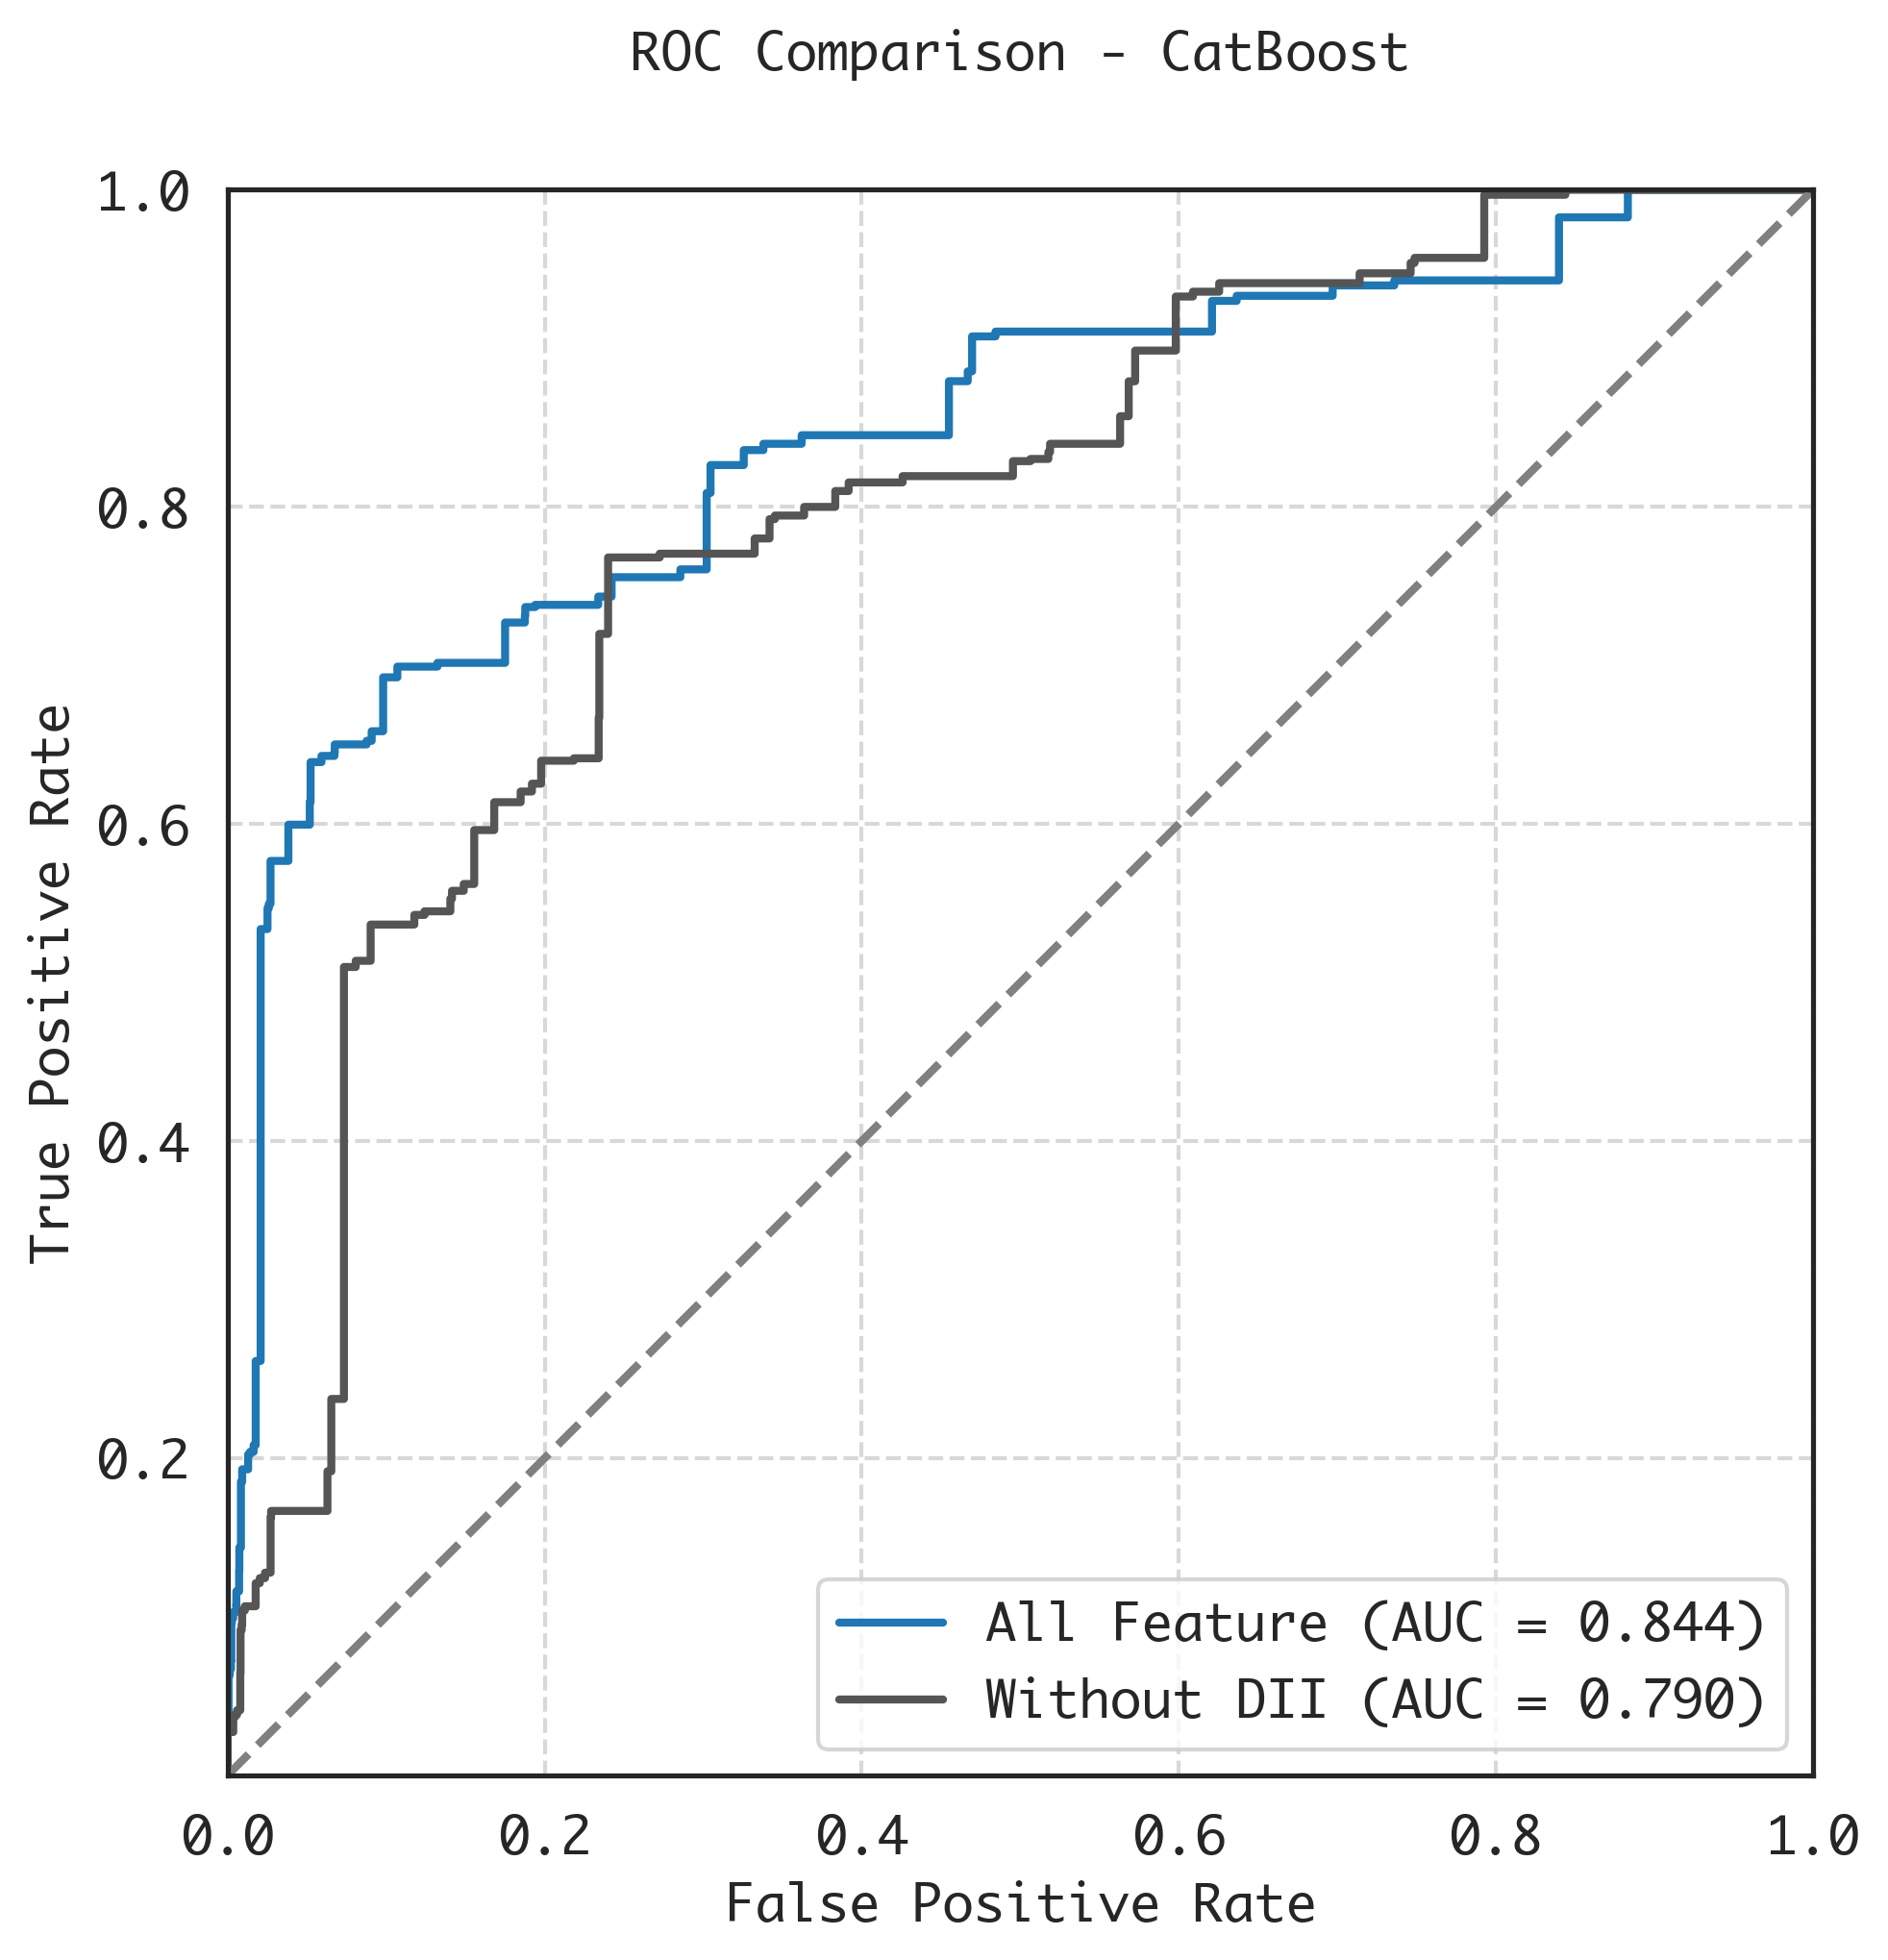 ROC Comparison - CatBoost
1.0
0.8
0.6
0.4
0.2
True Positive Rate
All Feature (AUC = 0.844)
Without DII (AUC = 0.790)
0.0 0.2 0.4 0.6 0.8 1.0
False Positive Rate